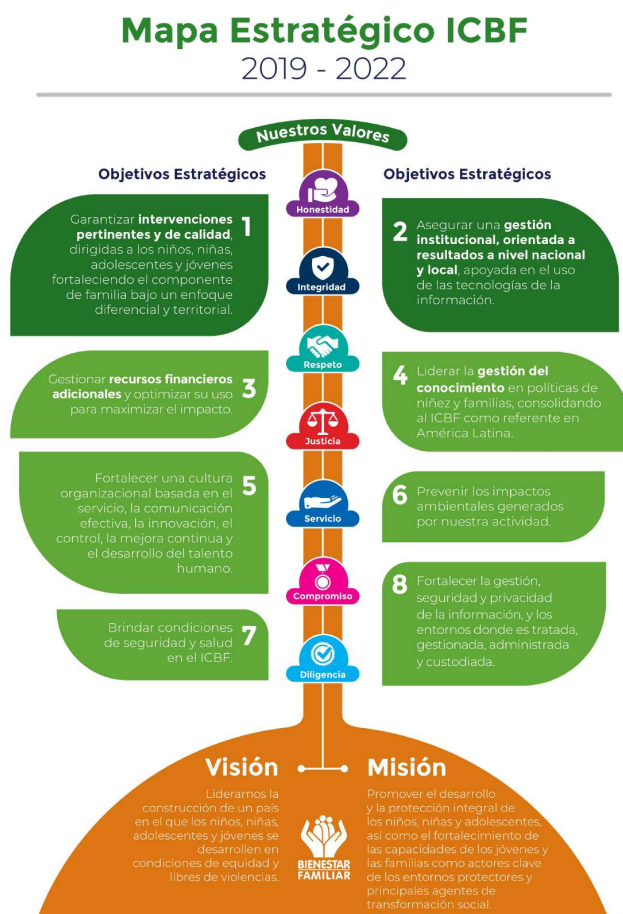 Mapa Estratégico ICBF
2019 - 2022
Nuestros Valores
Objetivos Estratégicos
Objetivos Estratégicos
Honestidad
Integridad
Respeto
Justicia
Servicio
Compromiso
Diligencia
1
Garantizar intervenciones
pertinentes y de calidad,
dirigidas a los niños, niñas,
adolescentes y jóvenes
fortaleciendo el componente
de familia bajo un enfoque
diferencial y territorial.
2
Asegurar una gestión
institucional, orientada a
resultados a nivel nacional
y local, apoyada en el uso
de las tecnologías de la
información.
3
Gestionar recursos financieros
adicionales y optimizar su uso
para maximizar el impacto.
4
Liderar la gestión del
conocimiento en políticas de
niñez y familias, consolidando
al ICBF como referente en
América Latina.
5
Fortalecer una cultura
organizacional basada en el
servicio, la comunicación
efectiva, la innovación, el
control, la mejora continua y
el desarrollo del talento
humano.
6
Prevenir los impactos
ambientales generados
por nuestra actividad.
7
Brindar condiciones
de seguridad y salud
en el ICBF.
8
Fortalecer la gestión,
seguridad y privacidad
de la información, y los
entornos donde es tratada,
gestionada, administrada
y custodiada.
Visión
Lideramos la
construcción de un país
en el que los niños, niñas,
adolescentes y jóvenes se
desarrollen en
condiciones de equidad y
libres de violencias.
BIENESTAR
FAMILIAR
Misión
Promover el desarrollo
y la protección integral de
los niños, niñas y adolescentes,
así como el fortalecimiento de
las capacidades de los jóvenes y
las familias como actores clave
de los entornos protectores y
principales agentes de
transformación social.